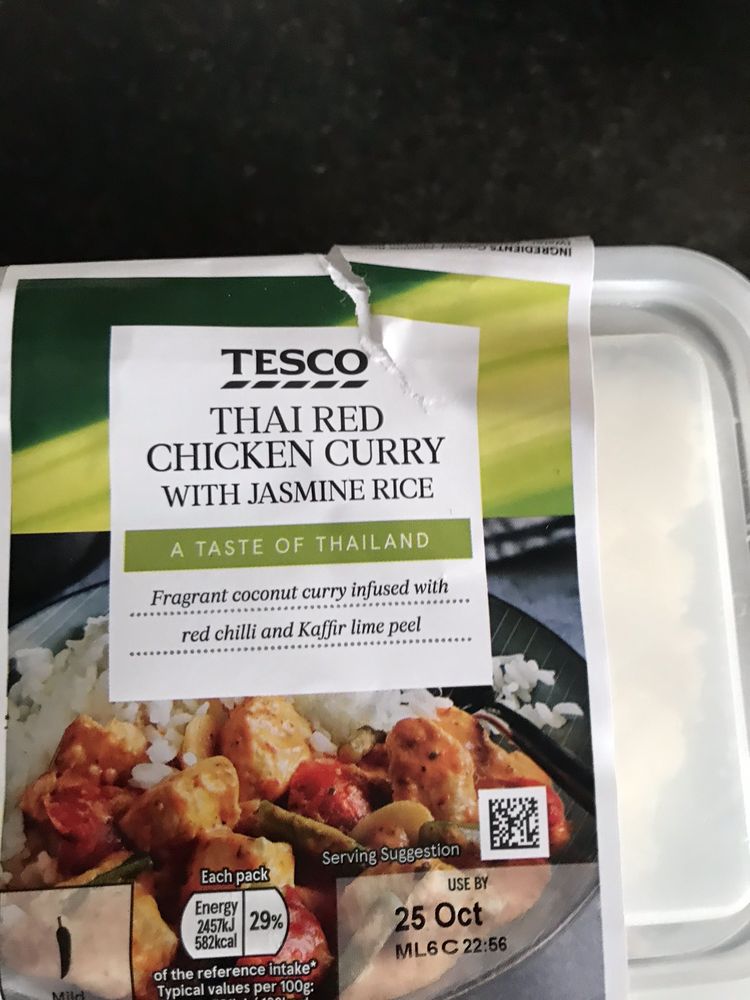 INGREDIENTS
TESCO
THAI RED
CHICKEN CURRY
WITH JASMINE RICE
A TASTE OF THAILAND
Fragrant coconut curry infused with
red chilli and Kaffir lime peel
Serving Suggestion
Each pack
Energy
2457kJ
582kcal
29%
of the reference intake*
Typical values per 100g:
USE BY
25 Oct
ML6C 22:56
Mild